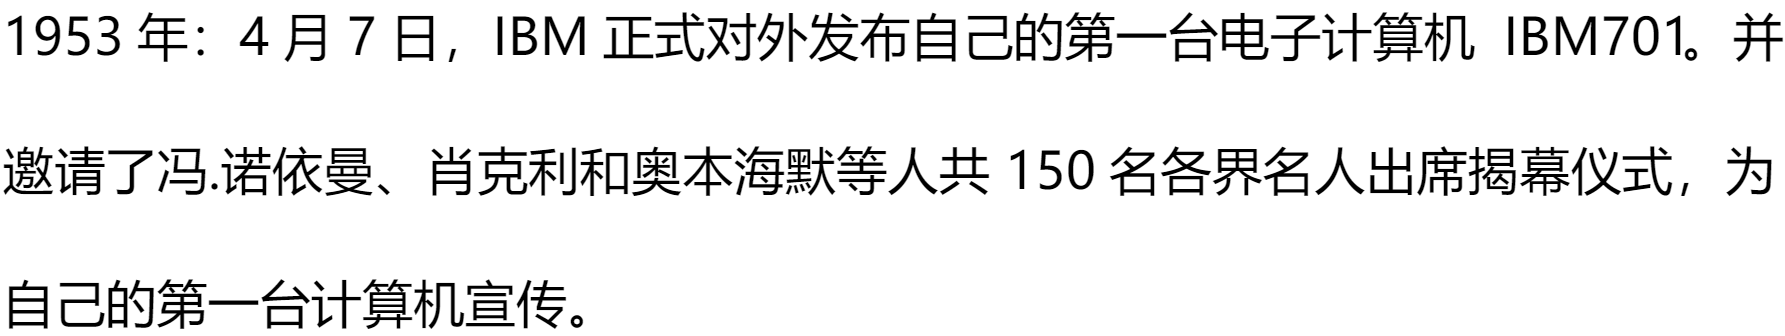 1953 年：4 月 7 日，IBM 正式对外发布自己的第一台电子计算机 IBM701。并
邀请了冯.诺依曼、肖克利和奥本海默等人共 150 名各界名人出席揭幕仪式，为
自己的第一台计算机宣传。